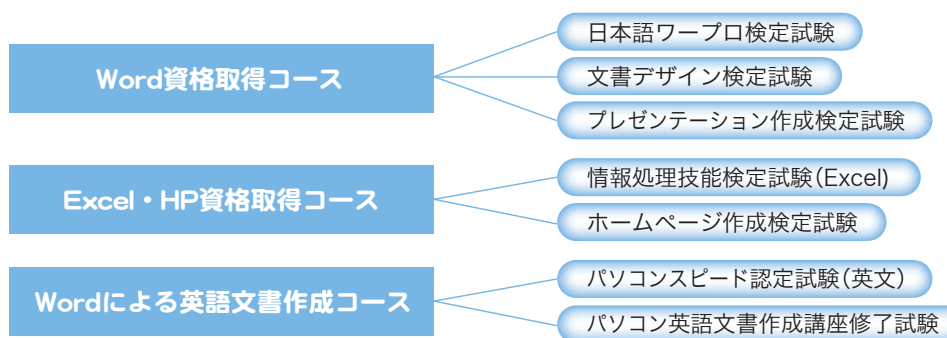 Word資格取得コース
日本語ワープロ検定試験
文書デザイン検定試験
プレゼンテーション作成検定試験
Excel・HP資格取得コース
情報処理技能検定試験(Excel)
ホームページ作成検定試験
Wordによる英語文書作成コース
パソコンスピード認定試験(英文)
パソコン英語文書作成講座修了試験